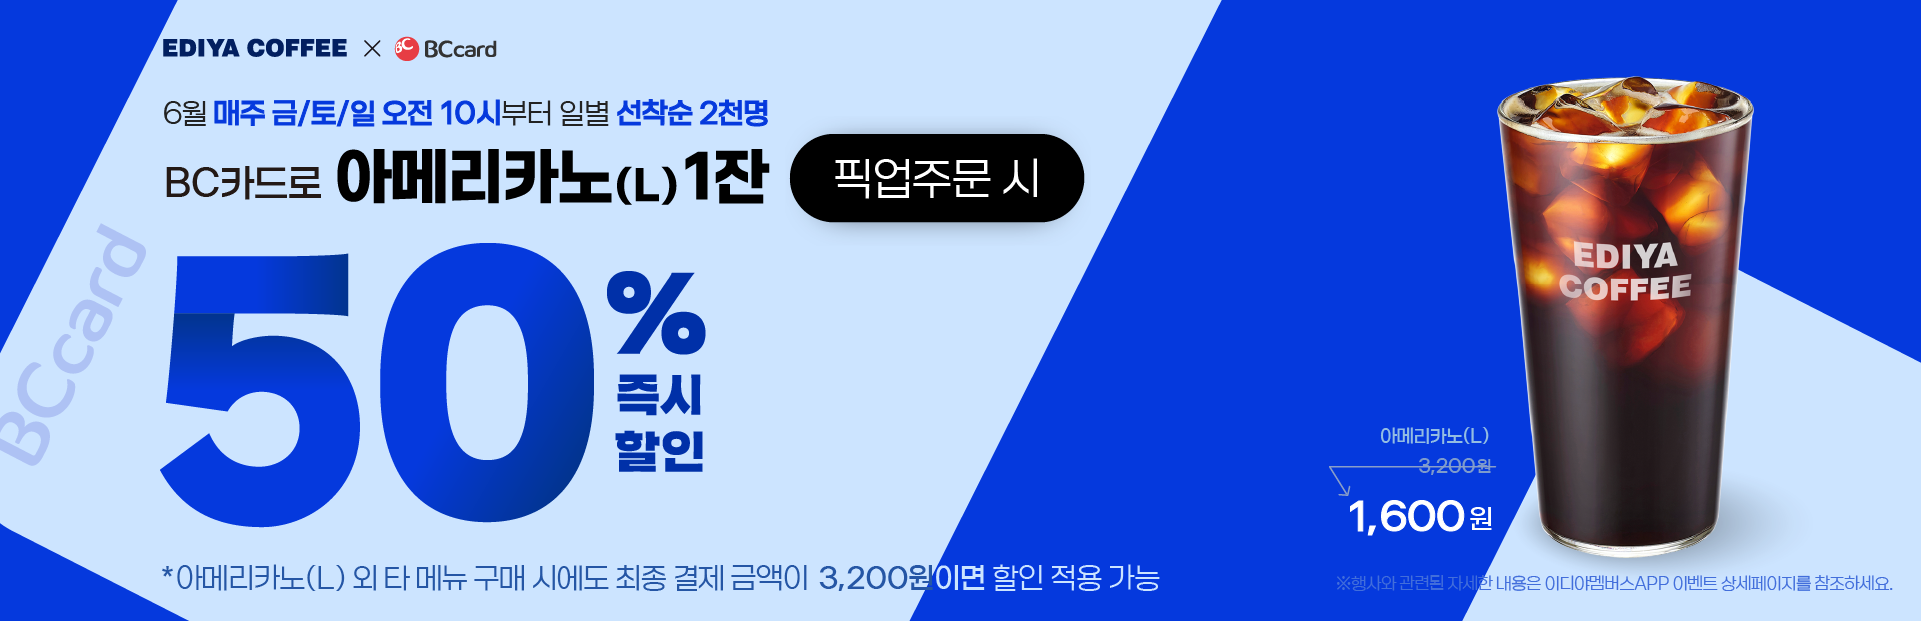 EDIYA COFFEE × BC BCcard
6월 매주 금/토/일 오전 10시부터 일별 선착순 2천명
BC카드로 아메리카노(L) 1잔 픽업주문 시
50% 즉시 할인
BCcard
EDIYA
COFFEE
아메리카노(L)
3,200원
1,600원
*아메리카노(L) 외 타 메뉴 구매 시에도 최종 결제 금액이 3,200원이면 할인 적용 가능
※행사와 관련된 자세한 내용은 이디야멤버스APP 이벤트 상세페이지를 참조하세요.